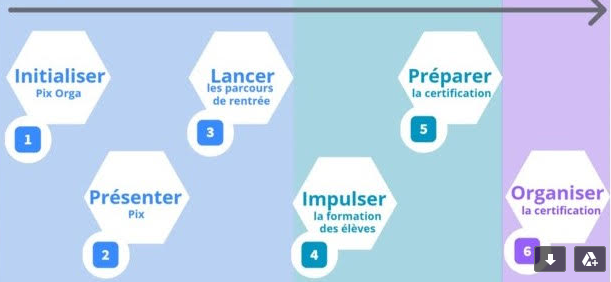 Initialiser
Pix Orga
1
Présenter
Pix
2
Lancer
les parcours
de rentrée
3
Impulser
la formation
des élèves
4
Préparer
la certification
5
Organiser
la certification
6